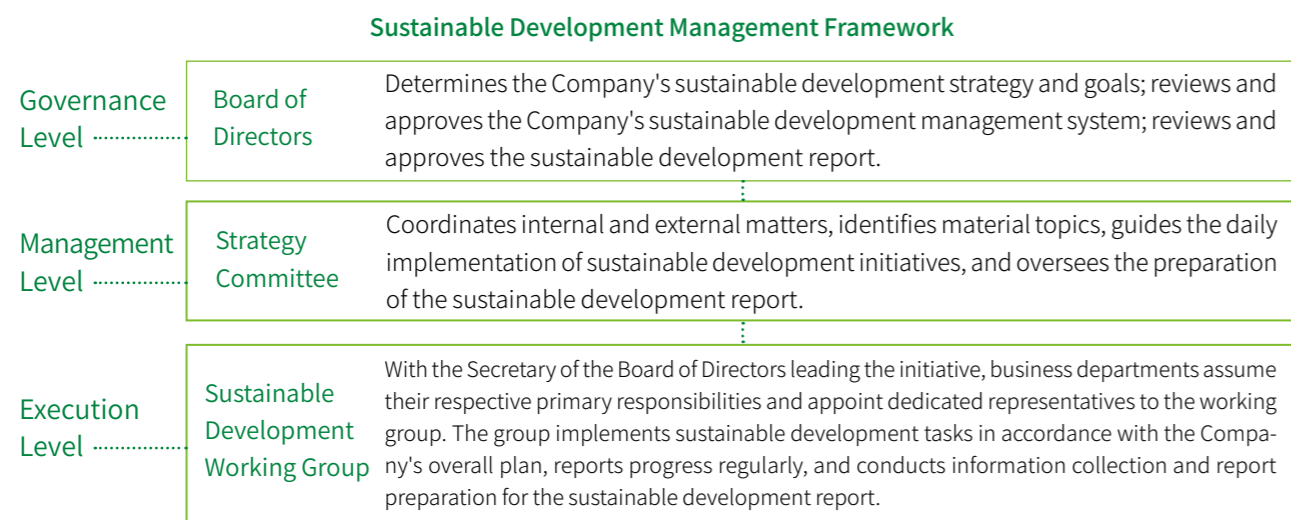 Sustainable Development Management Framework
Governance
Level
Board of
Directors
Determines the Company's sustainable development strategy and goals; reviews and
approves the Company's sustainable development management system; reviews and
approves the sustainable development report.
Management
Level
Strategy
Committee
Coordinates internal and external matters, identifies material topics, guides the daily
implementation of sustainable development initiatives, and oversees the preparation
of the sustainable development report.
Execution
Level
Sustainable
Development
Working Group
With the Secretary of the Board of Directors leading the initiative, business departments assume
their respective primary responsibilities and appoint dedicated representatives to the working
group. The group implements sustainable development tasks in accordance with the Compa-
ny's overall plan, reports progress regularly, and conducts information collection and report
preparation for the sustainable development report.